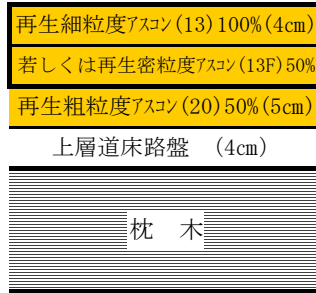 再生細粒度ｱｽｺﾝ(13)100%(4cm)
若しくは再生密粒度ｱｽｺﾝ(13F)50%
再生粗粒度ｱｽｺﾝ(20)50%(5cm)
上層道床路盤　(4cm)
枕　木